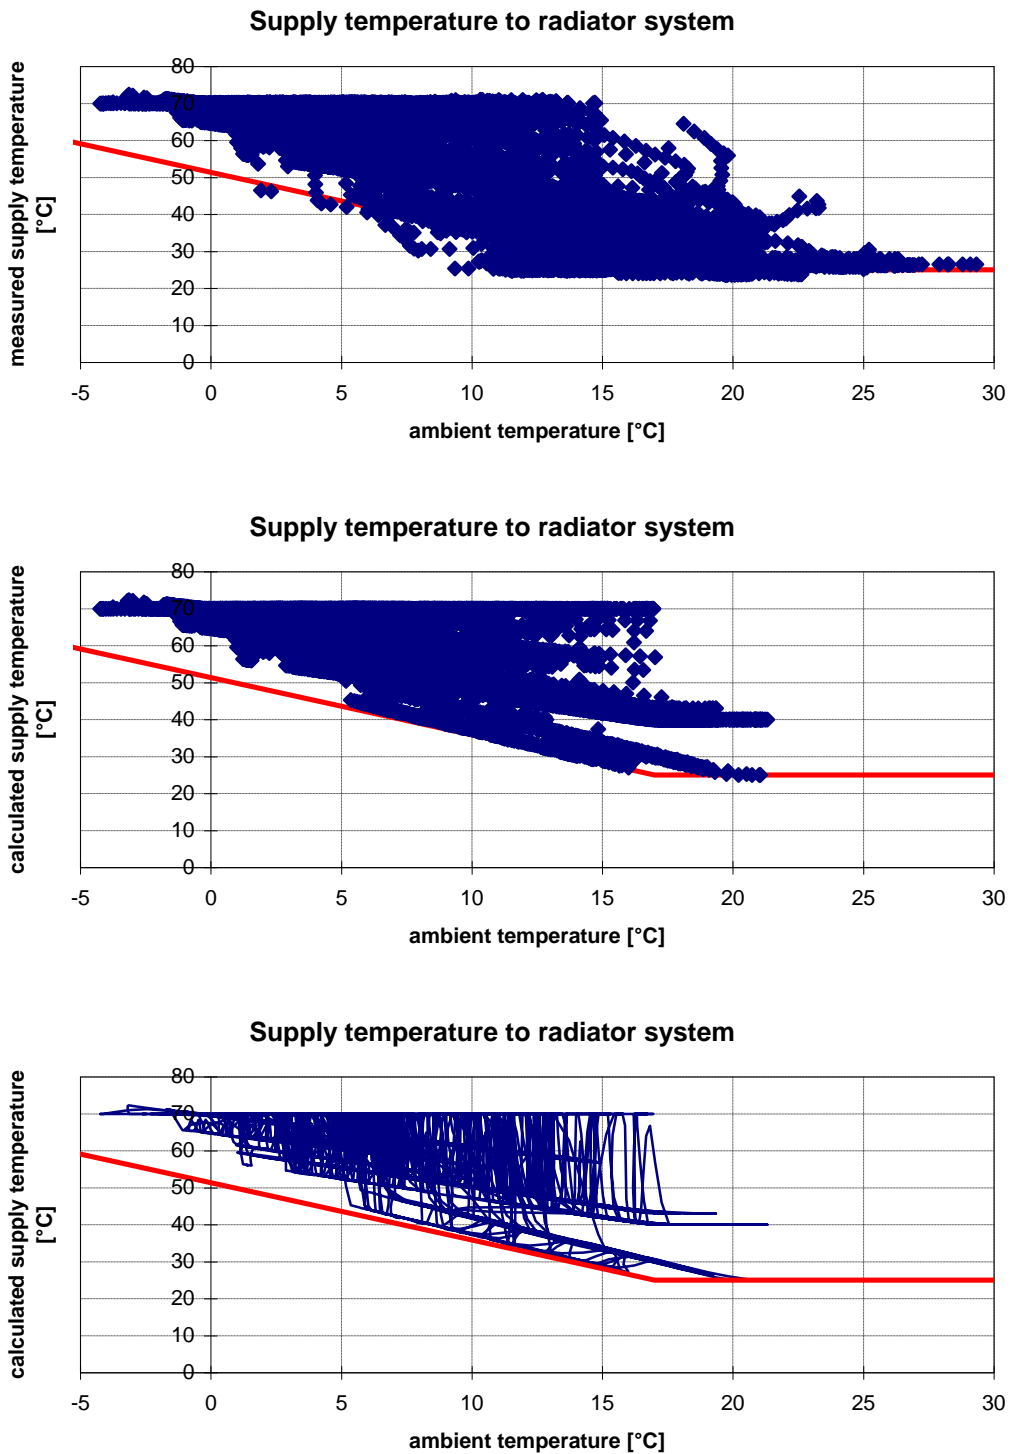 Supply temperature to radiator system
measured supply temperature
[°C]
80
70
60
50
40
30
20
10
0
-5 0 5 10 15 20 25 30
ambient temperature [°C]
Supply temperature to radiator system
calculated supply temperature
[°C]
80
70
60
50
40
30
20
10
0
-5 0 5 10 15 20 25 30
ambient temperature [°C]
Supply temperature to radiator system
calculated supply temperature
[°C]
80
70
60
50
40
30
20
10
0
-5 0 5 10 15 20 25 30
ambient temperature [°C]